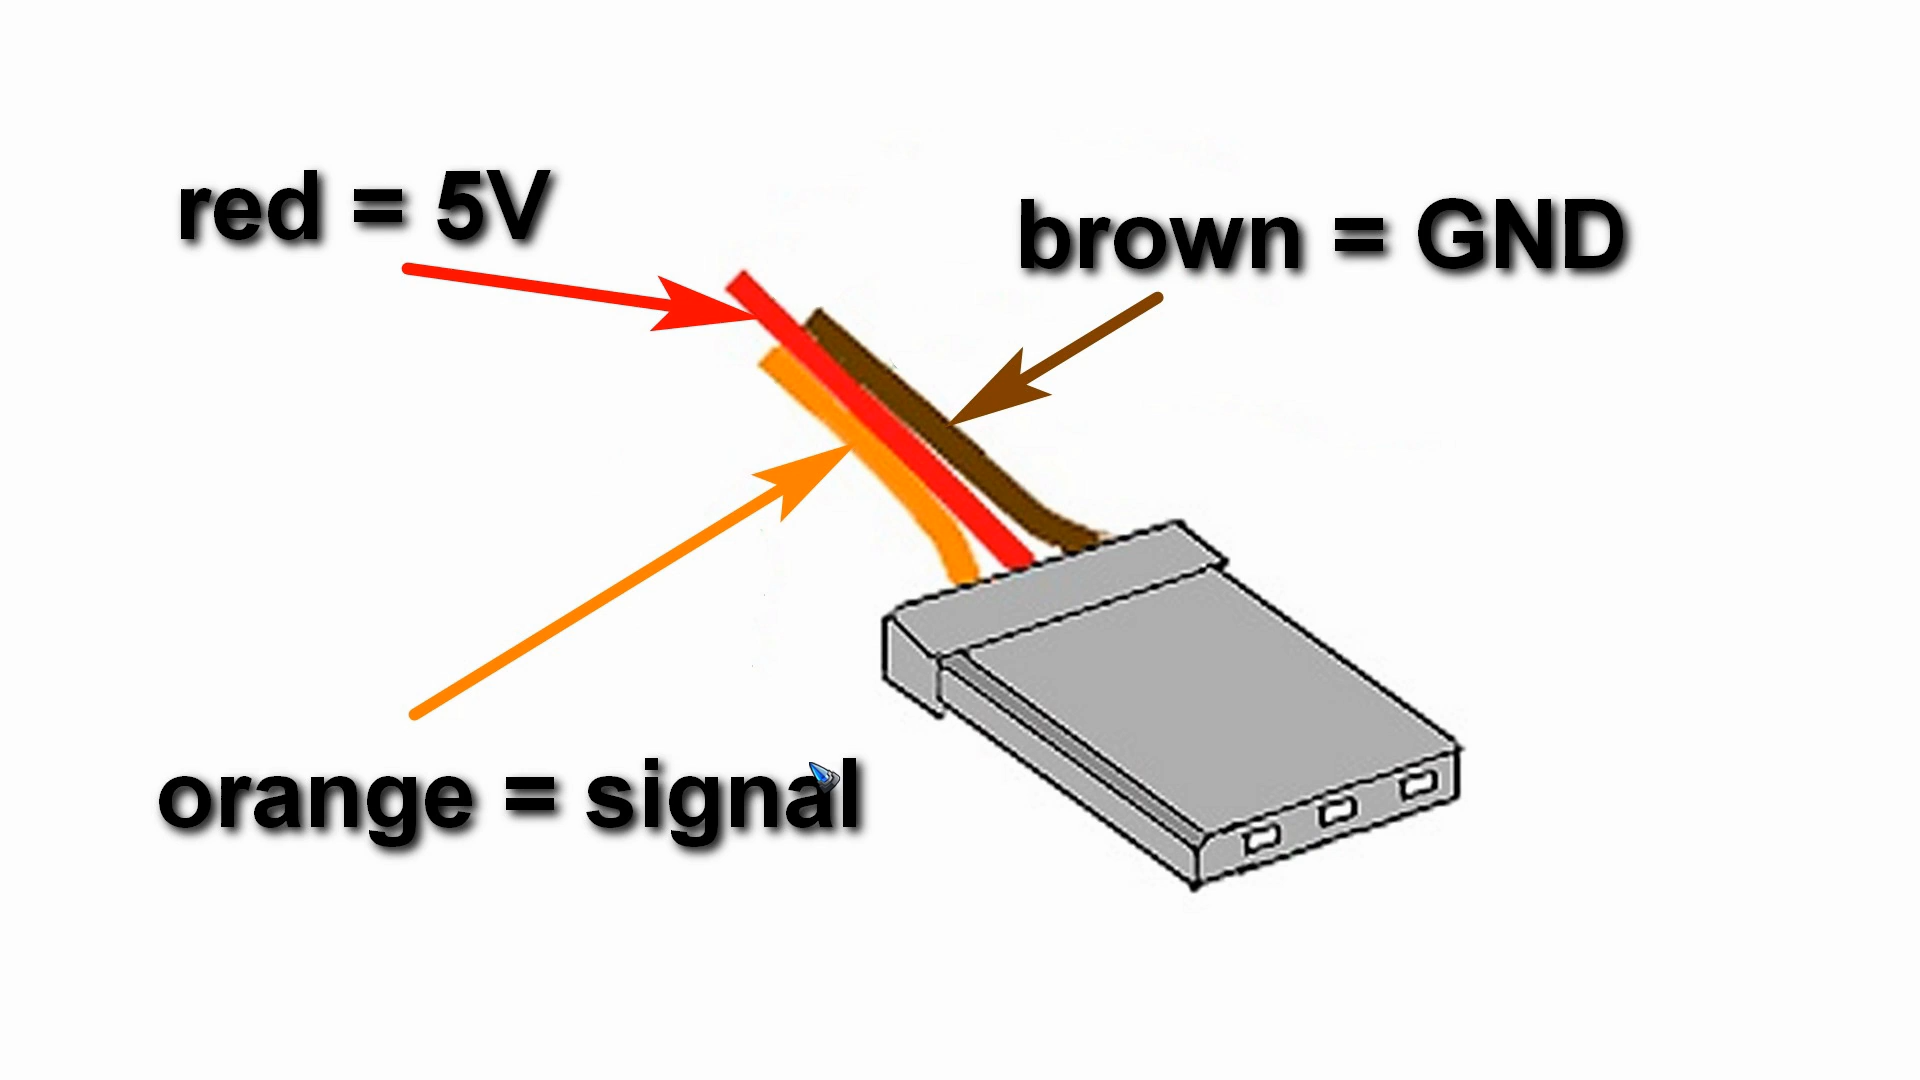 red = 5V
brown = GND
orange = signal